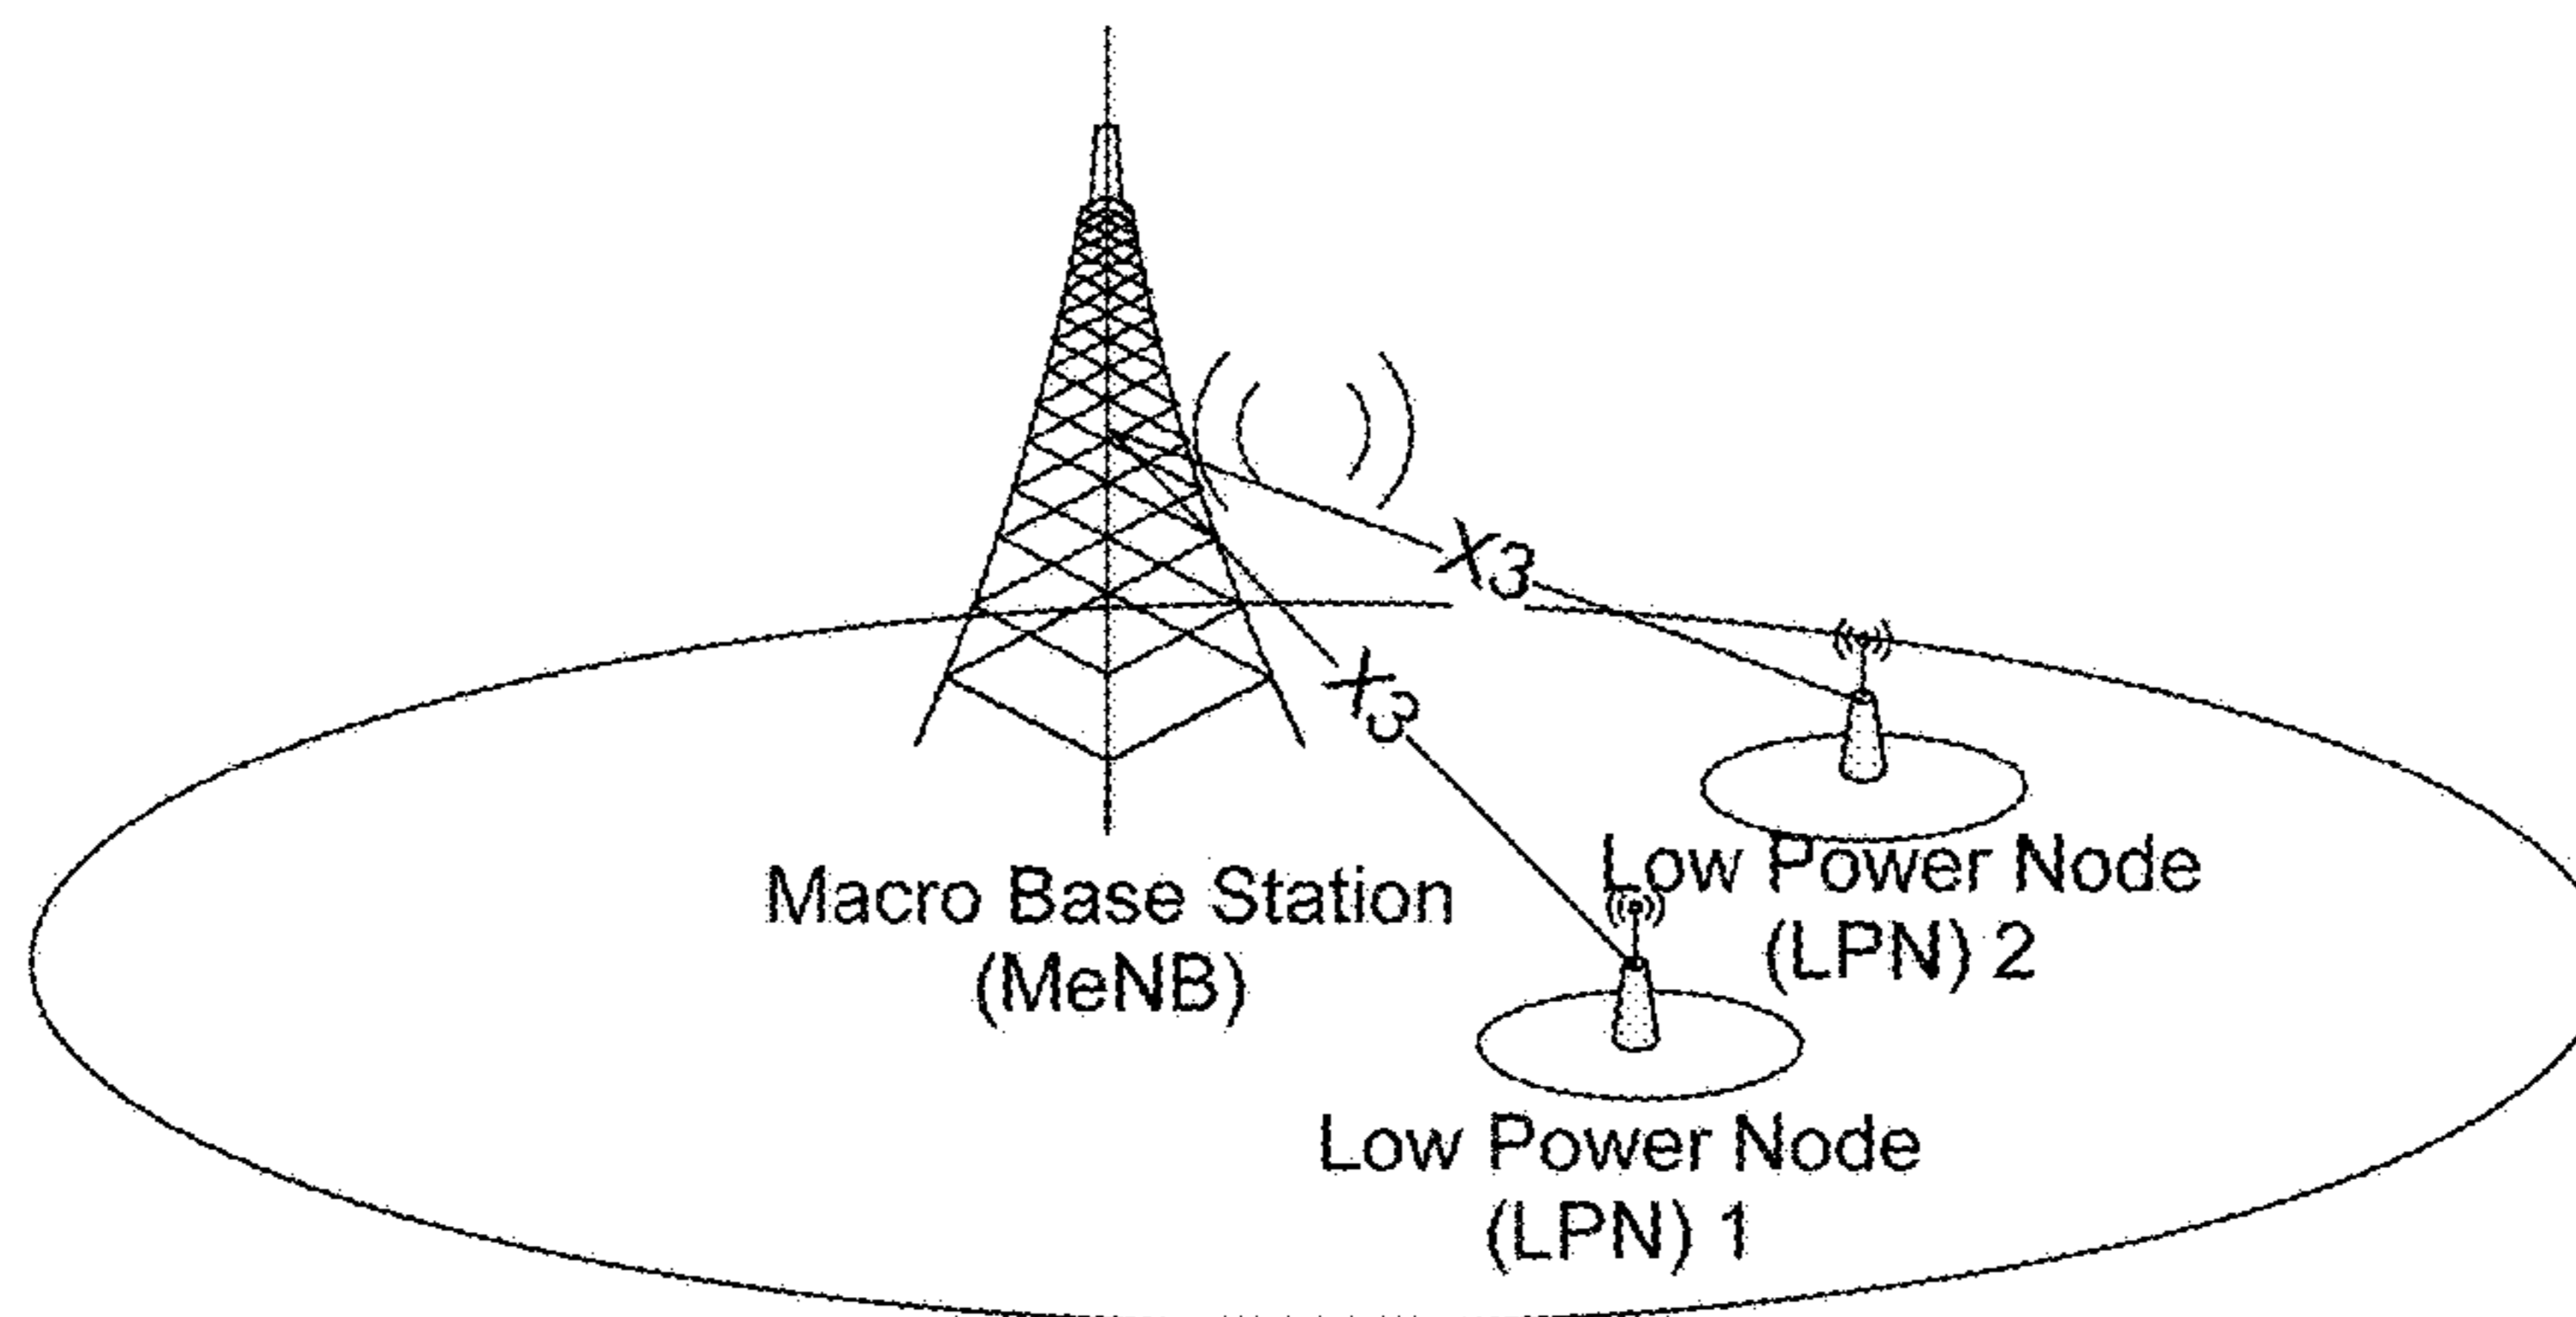 X3
X3
Macro Base Station
(MeNB)
Low Power Node
(LPN) 2
Low Power Node
(LPN) 1